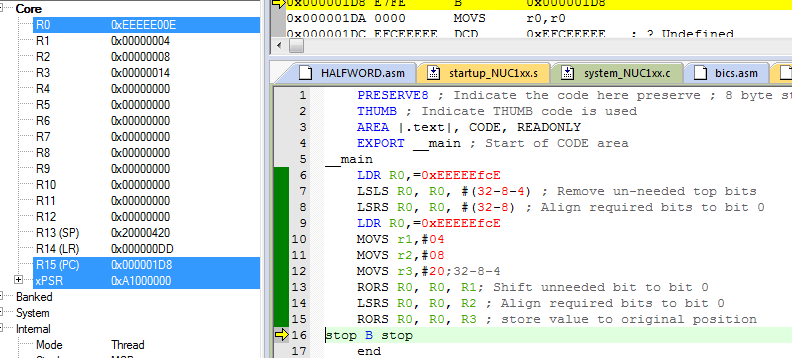 Core
R0 0xEEEEE00E
R1 0x00000004
R2 0x00000008
R3 0x00000014
R4 0x00000000
R5 0x00000000
R6 0x00000000
R7 0x00000000
R8 0x00000000
R9 0x00000000
R10 0x00000000
R11 0x00000000
R12 0x00000000
R13 (SP) 0x20000420
R14 (LR) 0x000000DD
R15 (PC) 0x000001D8
xPSR 0xA1000000
Banked
System
Internal
Mode Thread
0x000001D8 E7FE B 0x000001D8
0x000001DA 0000 MOVS r0,r0
0x000001DC EFCEEEEE DCD 0xEFCEEEEE ; ? Undefined
HALFWORD.asm startup_NUC1xx.s system_NUC1xx.c bics.asm
1 PRESERVE8 ; Indicate the code here preserve ; 8 byte st
2 THUMB ; Indicate THUMB code is used
3 AREA |.text|, CODE, READONLY
4 EXPORT __main ; Start of CODE area
5 __main
6 LDR R0,=0xEEEEEfcE
7 LSLS R0, R0, #(32-8-4) ; Remove un-needed top bits
8 LSRS R0, R0, #(32-8) ; Align required bits to bit 0
9 LDR R0,=0xEEEEEfcE
10 MOVS r1,#04
11 MOVS r2,#08
12 MOVS r3,#20;32-8-4
13 RORS R0, R0, R1; Shift unneeded bit to bit 0
14 LSRS R0, R0, R2 ; Align required bits to bit 0
15 RORS R0, R0, R3 ; store value to original position
16 stop B stop
17 end